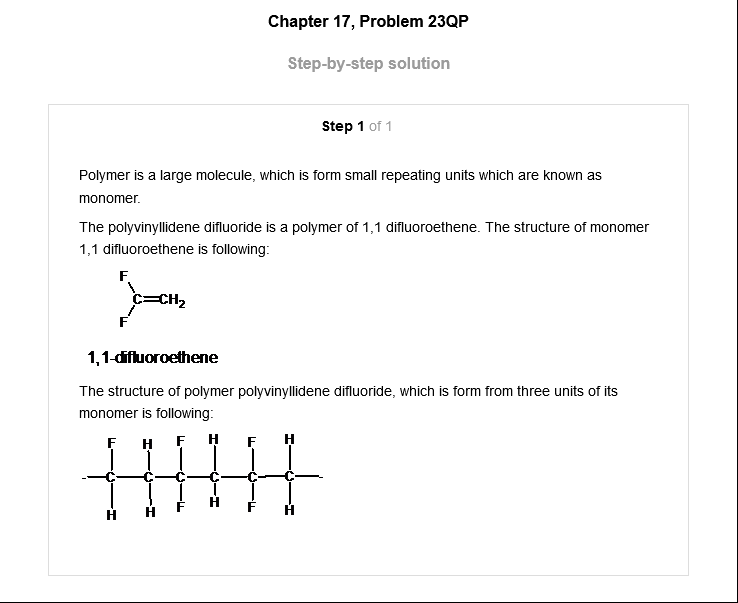 Chapter 17, Problem 23QP
Step-by-step solution
Step 1 of 1
Polymer is a large molecule, which is form small repeating units which are known as
monomer.
The polyvinyllidene difluoride is a polymer of 1,1 difluoroethene. The structure of monomer
1,1 difluoroethene is following:
F
C=CH2
F
1,1-difluoroethene
The structure of polymer polyvinyllidene difluoride, which is form from three units of its
monomer is following:
F H F H F H
C C C C C C
H H F H F H